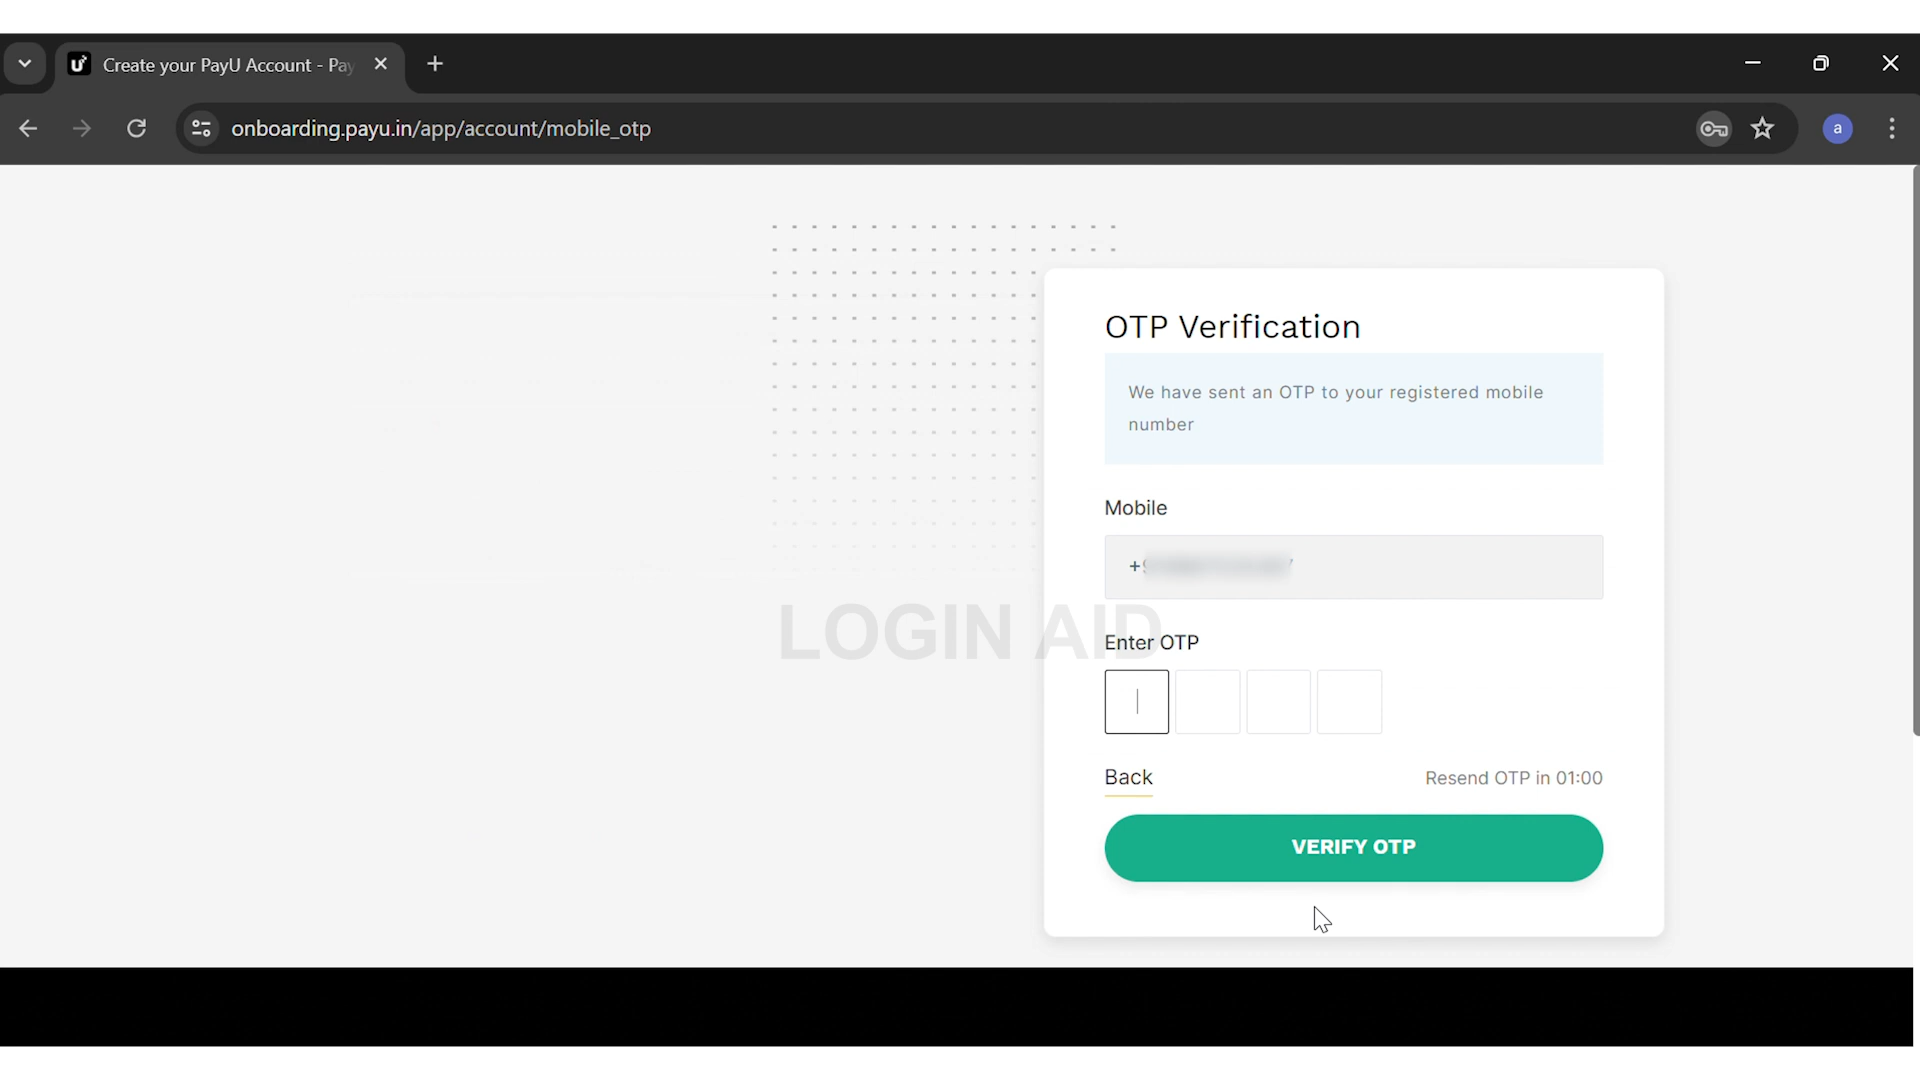 Create your PayU Account - Pay
onboarding.payu.in/app/account/mobile_otp
a
OTP Verification
We have sent an OTP to your registered mobile
number
Mobile
LOGIN AID
Enter OTP
Back
Resend OTP in 01:00
VERIFY OTP